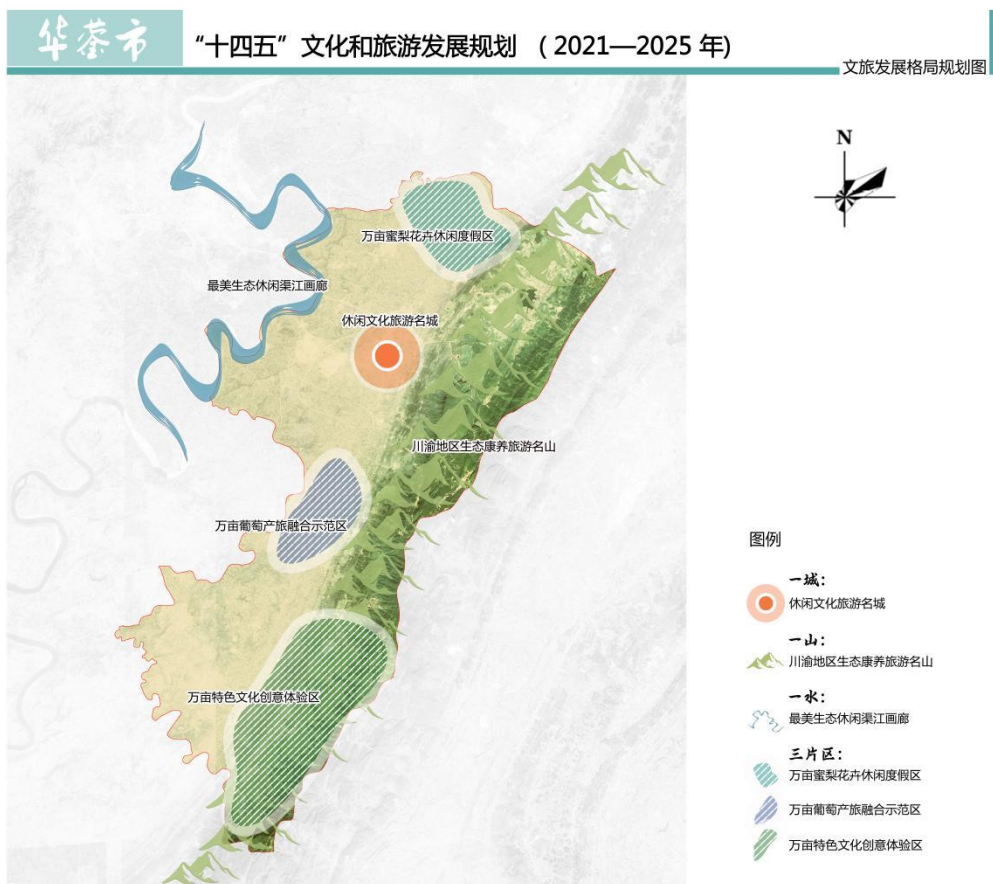 华蓥市
“十四五”文化和旅游发展规划 （2021—2025 年)
文旅发展格局规划图
N
万亩蜜梨花卉休闲度假区
最美生态休闲渠江画廊
休闲文化旅游名城
川渝地区生态康养旅游名山
万亩葡萄产旅融合示范区
万亩特色文化创意体验区
图例
一城：
休闲文化旅游名城
一山：
川渝地区生态康养旅游名山
一水：
最美生态休闲渠江画廊
三片区：
万亩蜜梨花卉休闲度假区
万亩葡萄产旅融合示范区
万亩特色文化创意体验区